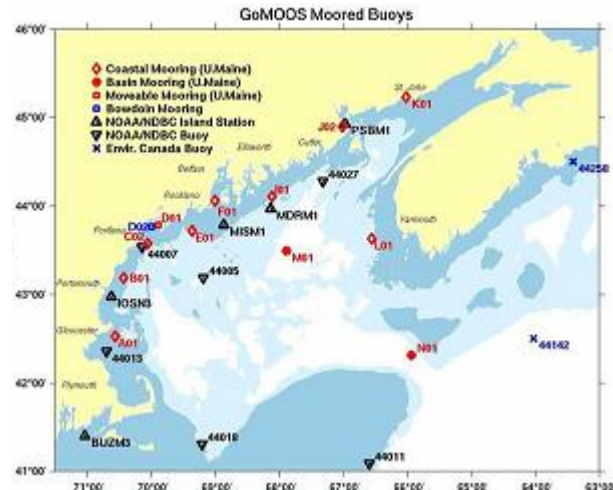 GoMOOS Moored Buoys
46°00'
Coastal Mooring (U.Maine)
Basin Mooring (U.Maine)
Moveable Mooring (U.Maine)
Bowdoin Mooring
NOAA/NDBC Island Station
NOAA/NDBC Buoy
Envir. Canada Buoy
St. John
K01
45°00'
J02
PSBM1
Cutler
Ellsworth
44258
Belfast
44027
Rockland
I01
F01
MDRM1
44°00'
D01
D02
Portland
C02
E01
NISM1
Yarmouth
L01
44007
M01
B01
44005
Portsmouth
43°00'
IOSN3
Gloucester
A01
44013
N01
44142
Plymouth
42°00'
BUZM3
44018
44011
41°00'
71°00'
70°00'
68°00'
67°00'
66°00'
65°00'
64°00'
63°00'